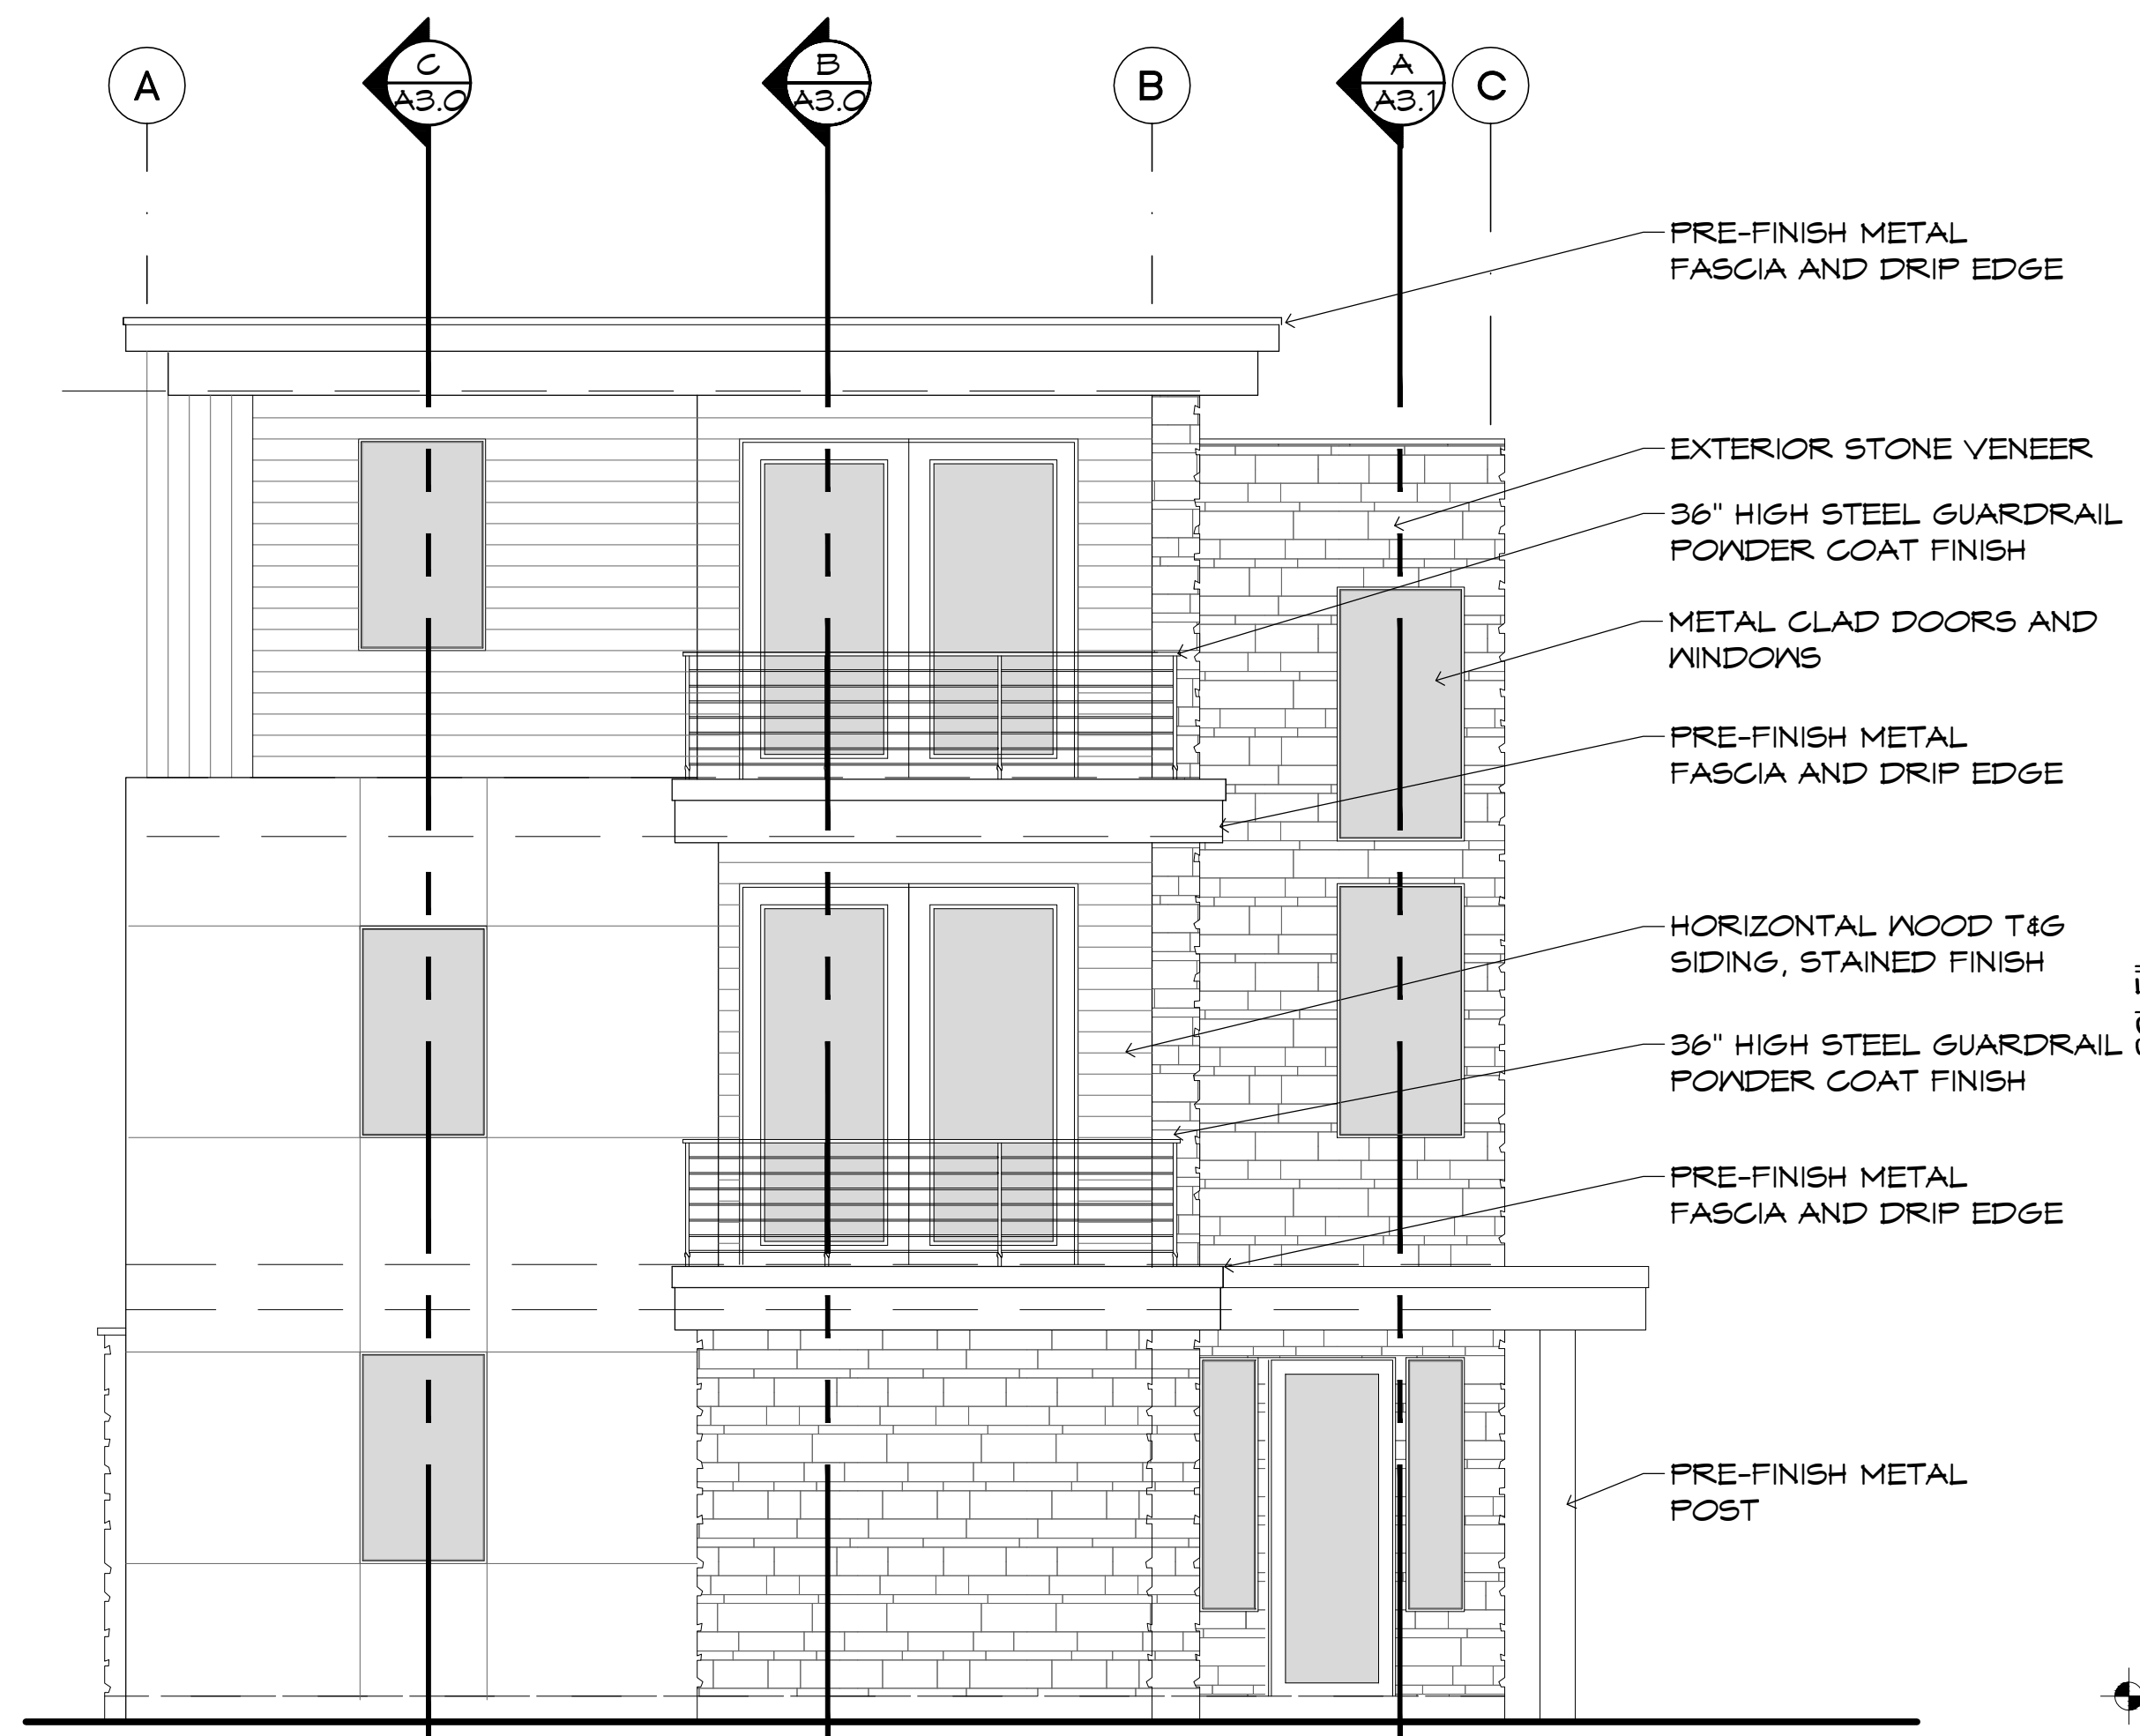 A
C
A3.0
B
A3.0
B
A
A3.1
C
PRE-FINISH METAL
FASCIA AND DRIP EDGE
EXTERIOR STONE VENEER
36" HIGH STEEL GUARDRAIL
POWDER COAT FINISH
METAL CLAD DOORS AND
WINDOWS
PRE-FINISH METAL
FASCIA AND DRIP EDGE
HORIZONTAL WOOD T&G
SIDING, STAINED FINISH
36" HIGH STEEL GUARDRAIL
POWDER COAT FINISH
PRE-FINISH METAL
FASCIA AND DRIP EDGE
PRE-FINISH METAL
POST